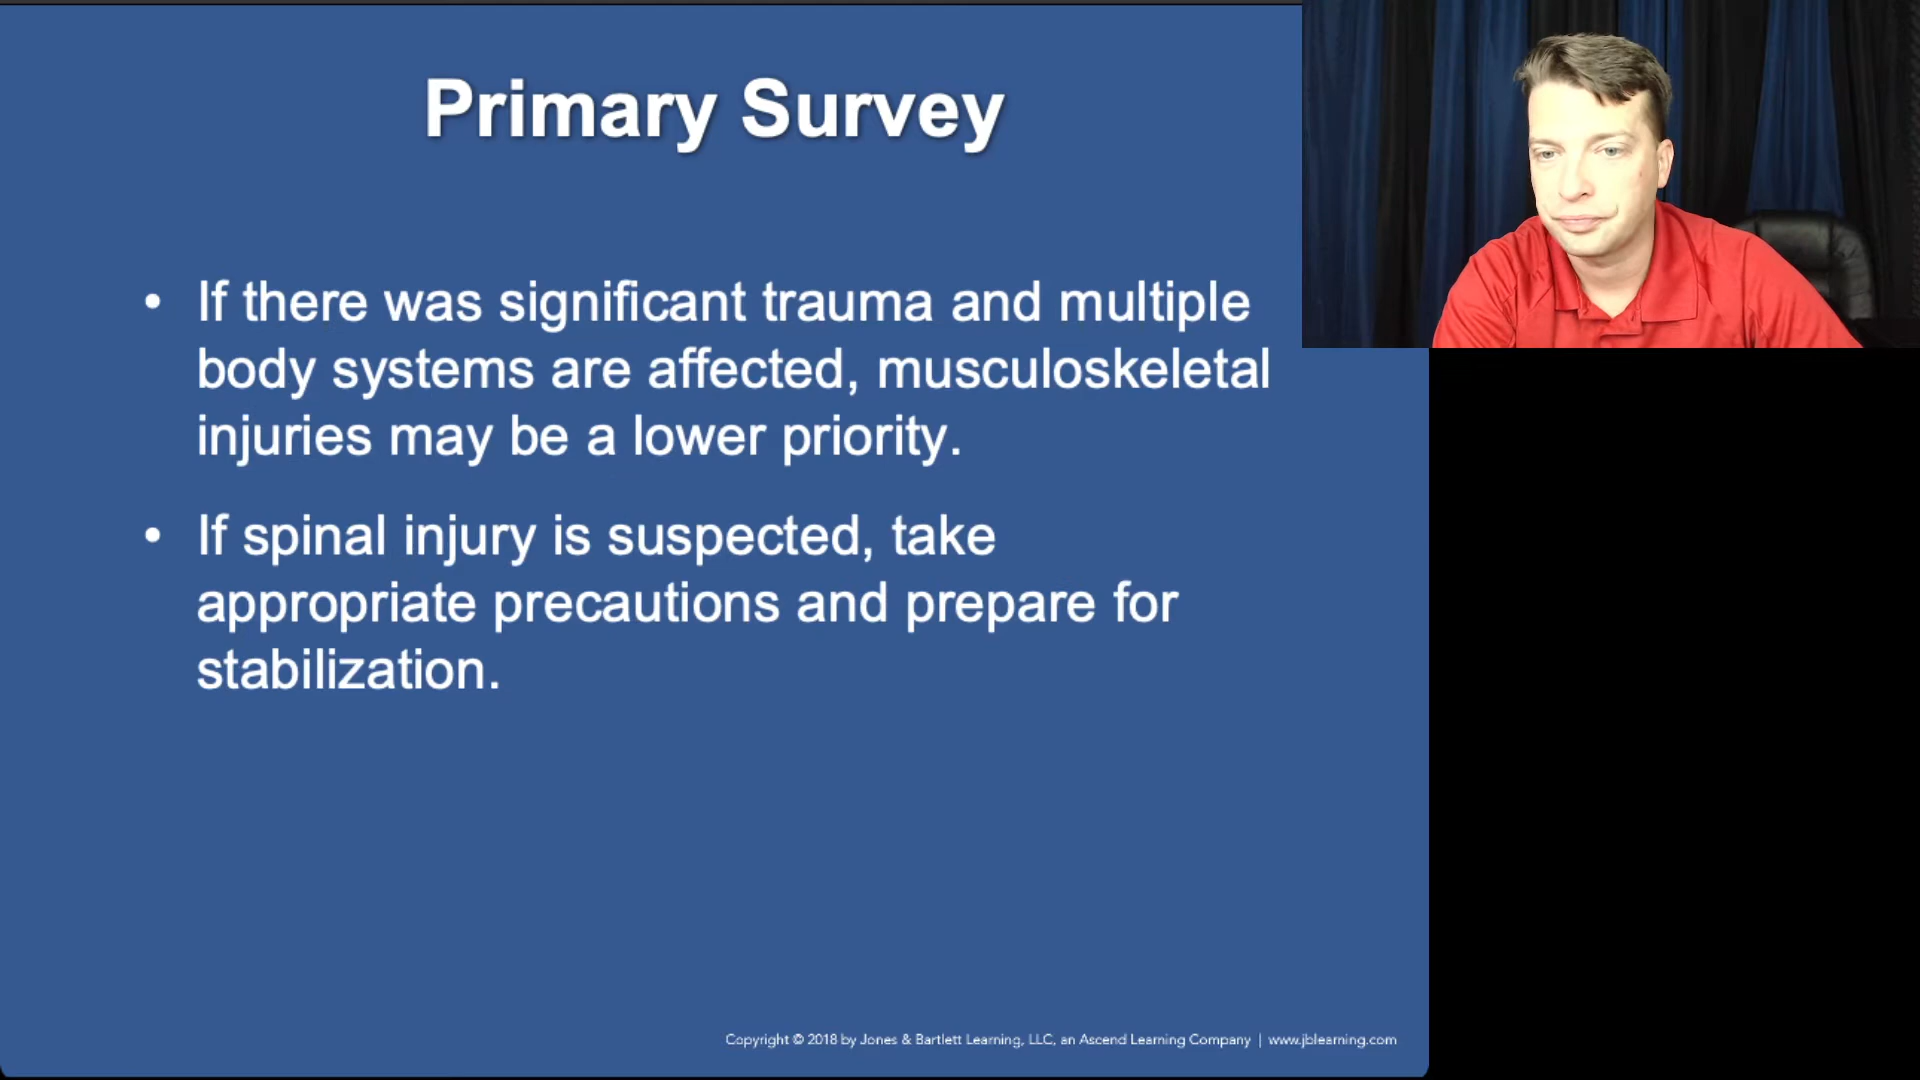 Primary Survey
• If there was significant trauma and multiple
body systems are affected, musculoskeletal
injuries may be a lower priority.
• If spinal injury is suspected, take
appropriate precautions and prepare for
stabilization.
Copyright © 2018 by Jones & Bartlett Learning, LLC, an Ascend Learning Company | www.jblearning.com